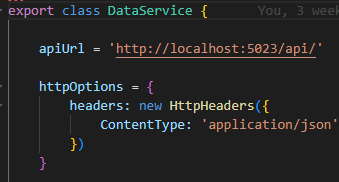 export class DataService {    You, 3 week
apiUrl = 'http://localhost:5023/api/'
httpOptions = {
headers: new HttpHeaders({
ContentType: 'application/json'
})
}